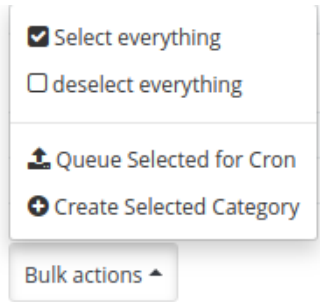 Select everything
deselect everything
Queue Selected for Cron
Create Selected Category
Bulk actions